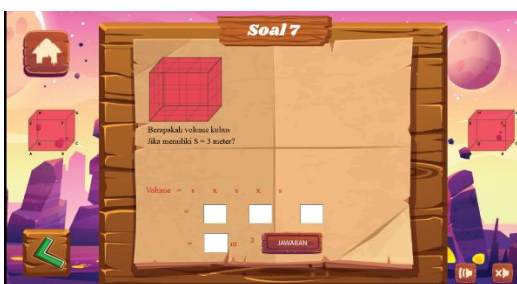 Soal 7
Berapakah volume kubus
Jika memiliki S = 3 meter?
Volume = s x s x s
=
= m 3
JAWABAN